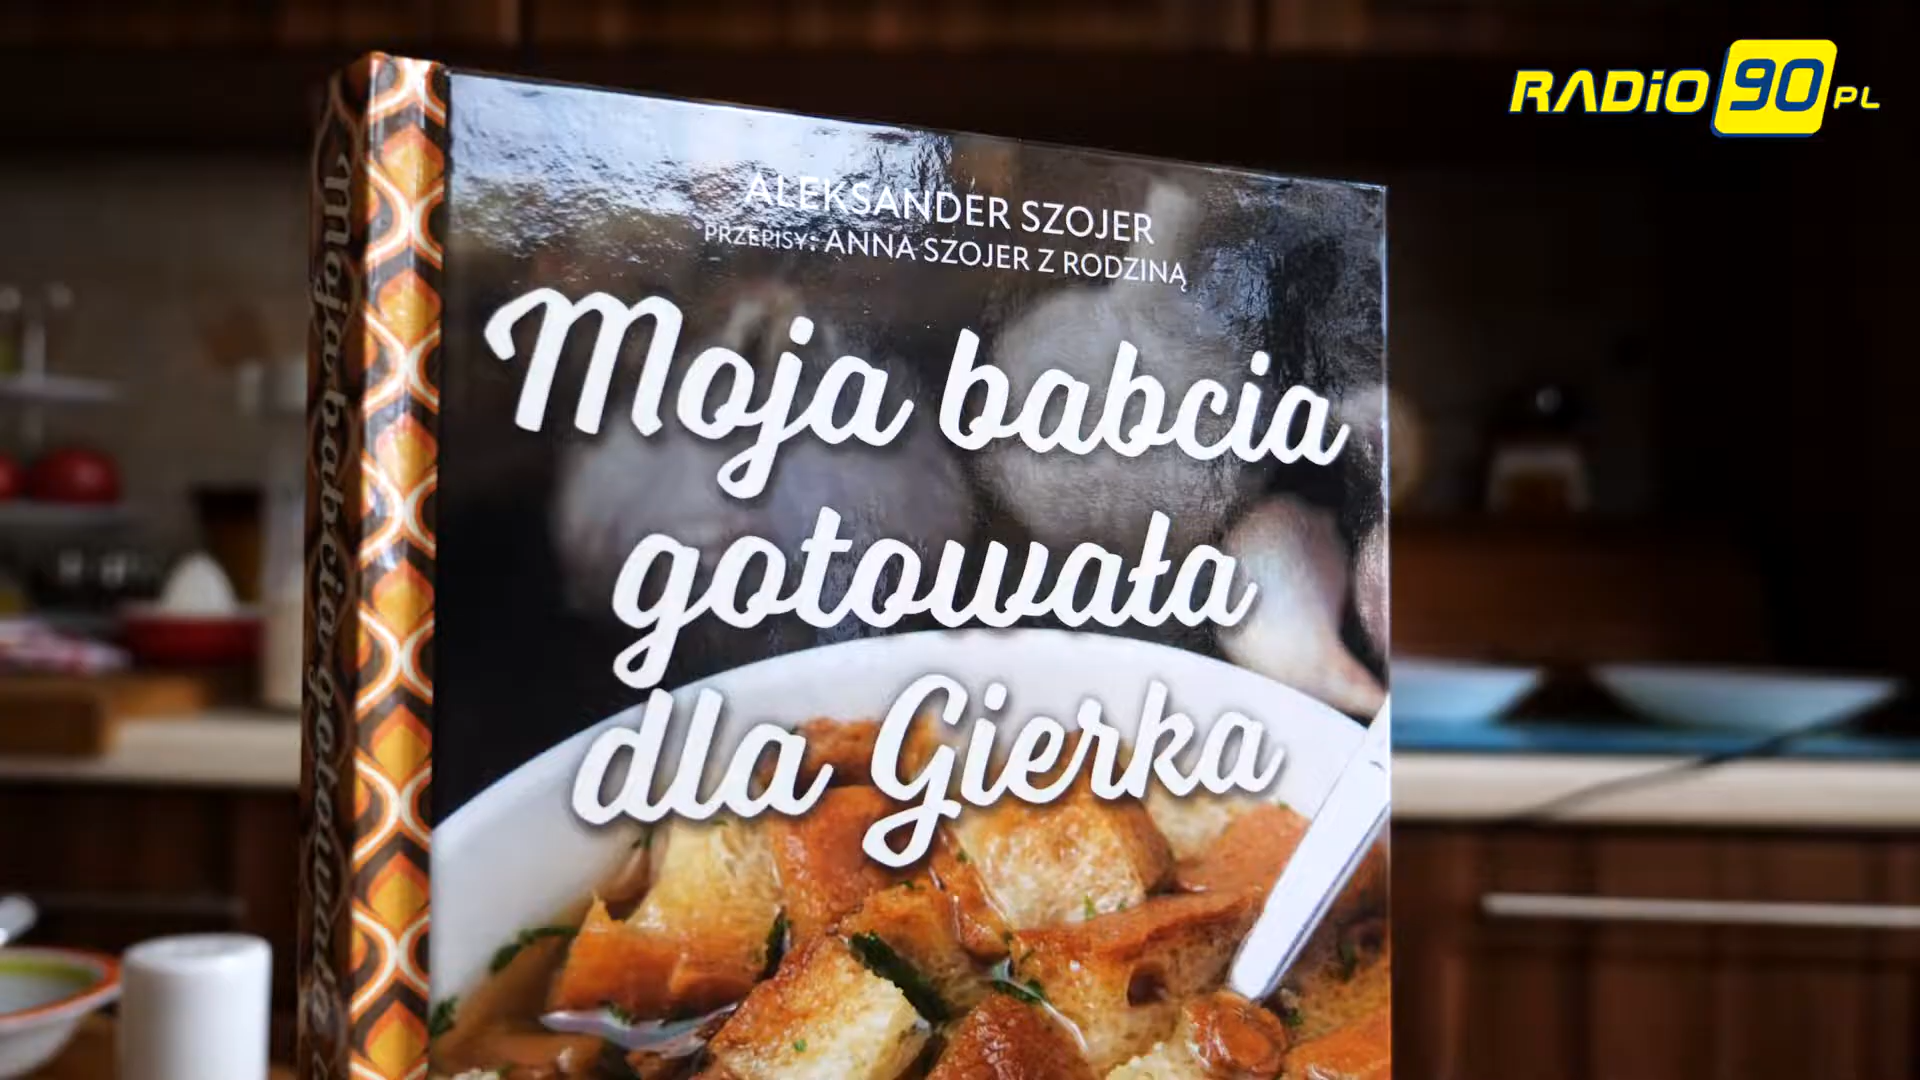 RADiO 90 PL
ALEKSANDER SZOJER
PRZEPISY: ANNA SZOJER Z RODZINĄ
Moja babcia
gotowała
dla Gierka
Moja babcia gotowała